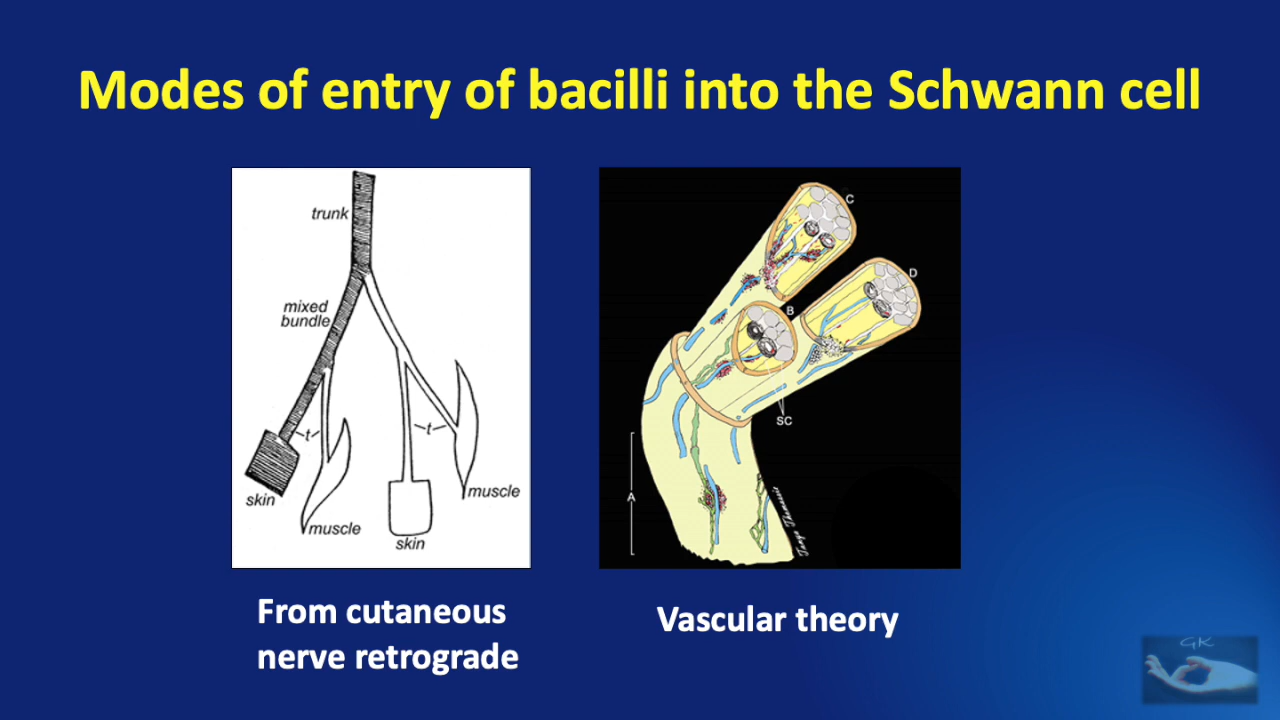 Modes of entry of bacilli into the Schwann cell
trunk
mixed
bundle
t
t
skin
muscle
skin
muscle
C
D
B
SC
A
From cutaneous
nerve retrograde
Vascular theory
GK